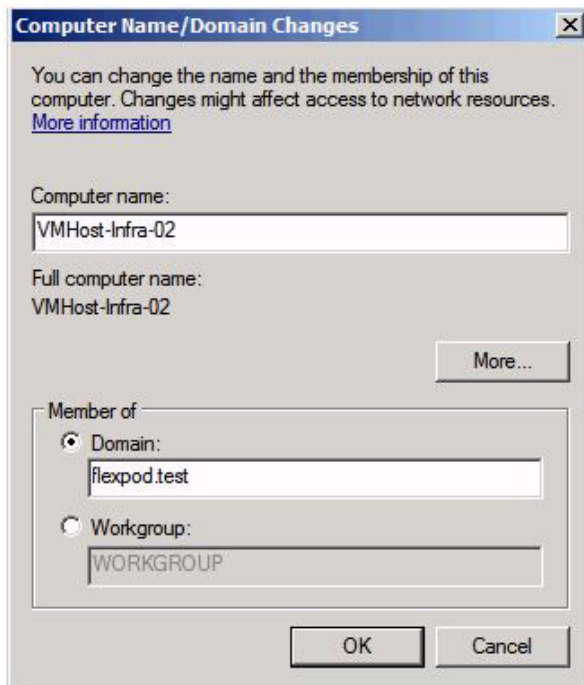 Computer Name/Domain Changes
You can change the name and the membership of this
computer. Changes might affect access to network resources.
More information
Computer name:
VMHost-Infra-02
Full computer name:
VMHost-Infra-02
More...
Member of
Domain:
flexpod.test
Workgroup:
WORKGROUP
OK
Cancel